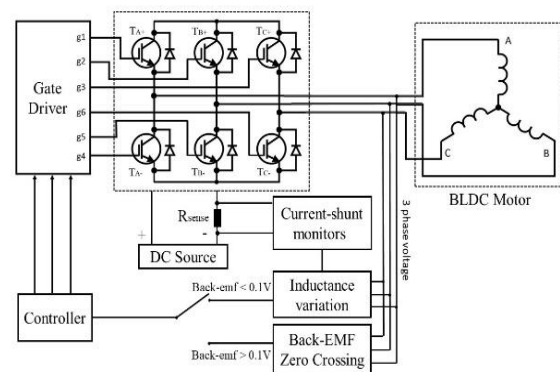 g1
g2
g3
g6
g5
g4
Gate
Driver
TA+
TB+
TC+
TA-
TB-
TC-
A
C
B
BLDC Motor
3 phase voltage
Rsense
+
-
DC Source
Current-shunt
monitors
Back-emf < 0.1V
Inductance
variation
Controller
Back-emf > 0.1V
Back-EMF
Zero Crossing